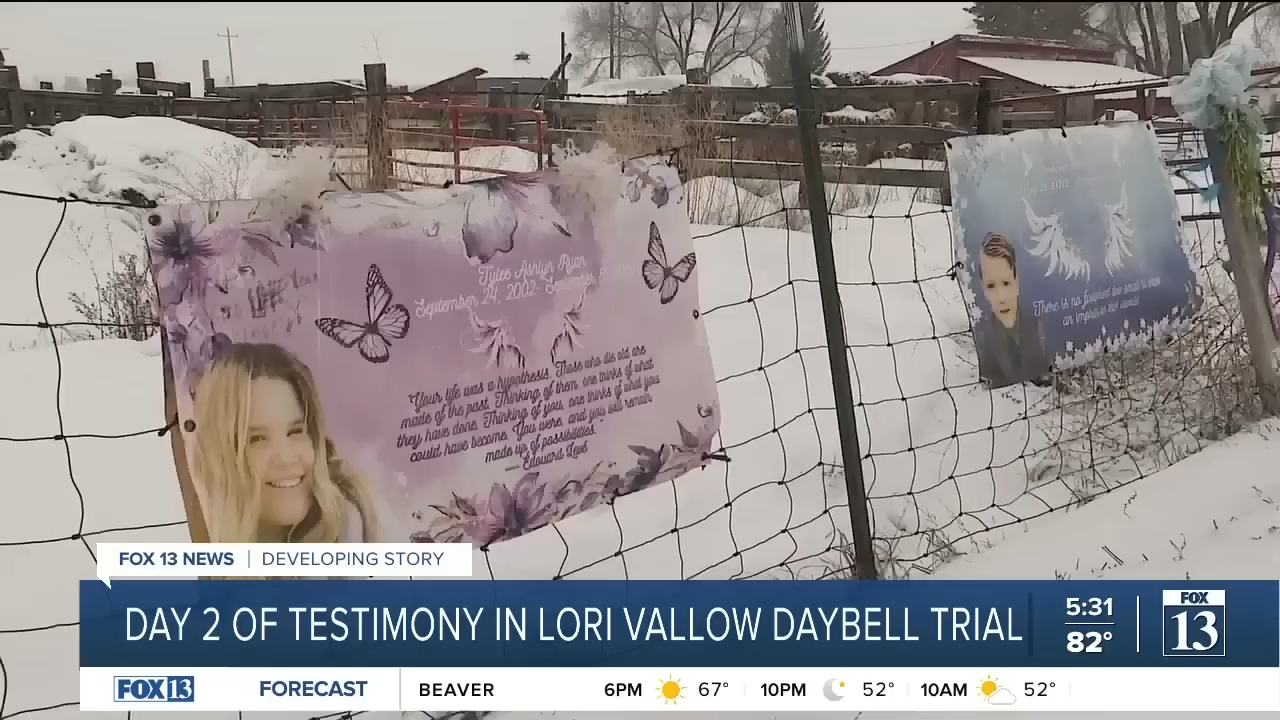 Tylee Ashlyn Ryan
September 24, 2002- September
"Your life was a hypothesis. Those who die old are
made of the past. Thinking of them, one thinks of what
they have done. Thinking of you, one thinks of what you
could have become. You were, and you will remain
made up of possibilities."
— Edouard Levé
There is no footprint too small to leave
an imprint on this world
FOX 13 NEWS | DEVELOPING STORY
DAY 2 OF TESTIMONY IN LORI VALLOW DAYBELL TRIAL
5:31
82°
FOX
13
FOX 13 FORECAST BEAVER 6PM 67° 10PM 52° 10AM 52°